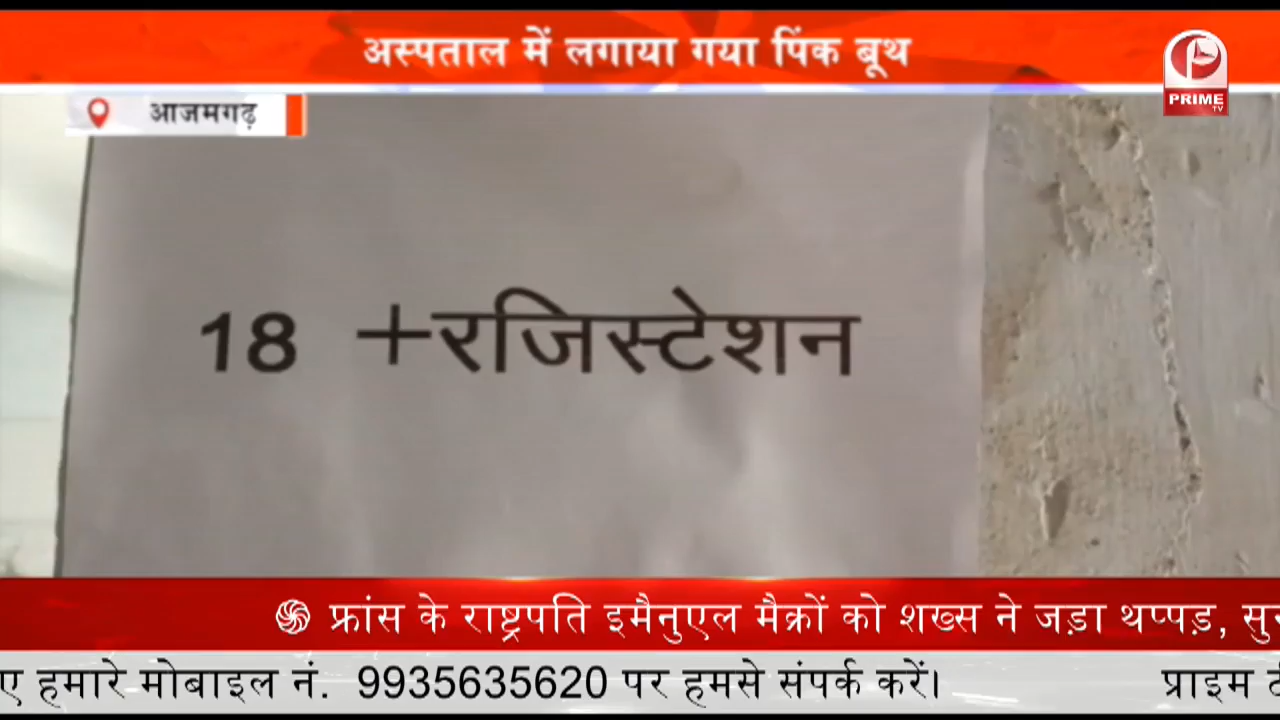 अस्पताल में लगाया गया पिंक बूथ
PRIME
TV
आजमगढ़
18 +रजिस्टेशन
फ्रांस के राष्ट्रपति इमैनुएल मैक्रों को शख्स ने जड़ा थप्पड़,
ए हमारे मोबाइल नं. 9935635620 पर हमसे संपर्क करें। प्राइम